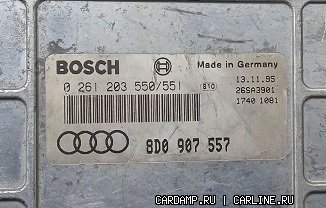 BOSCH
Made in Germany
0 261 203 550/551
B10
13.11.95
26SA3901
1740 1081
8D0 907 557
CARDAMP.RU | CARLINE.RU